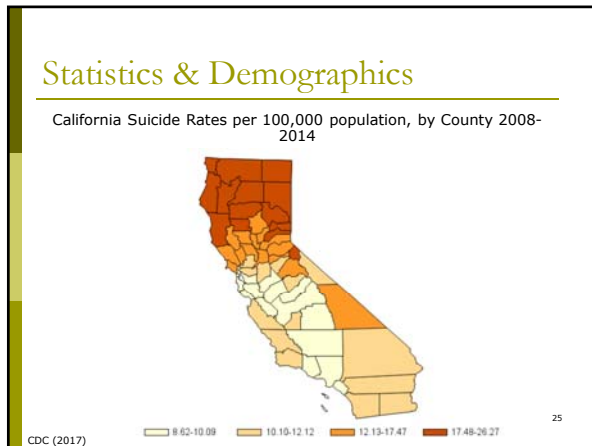 Statistics & Demographics
California Suicide Rates per 100,000 population, by County 2008-
2014
8.62-10.09 10.10-12.12 12.13-17.47 17.48-26.27
25
CDC (2017)